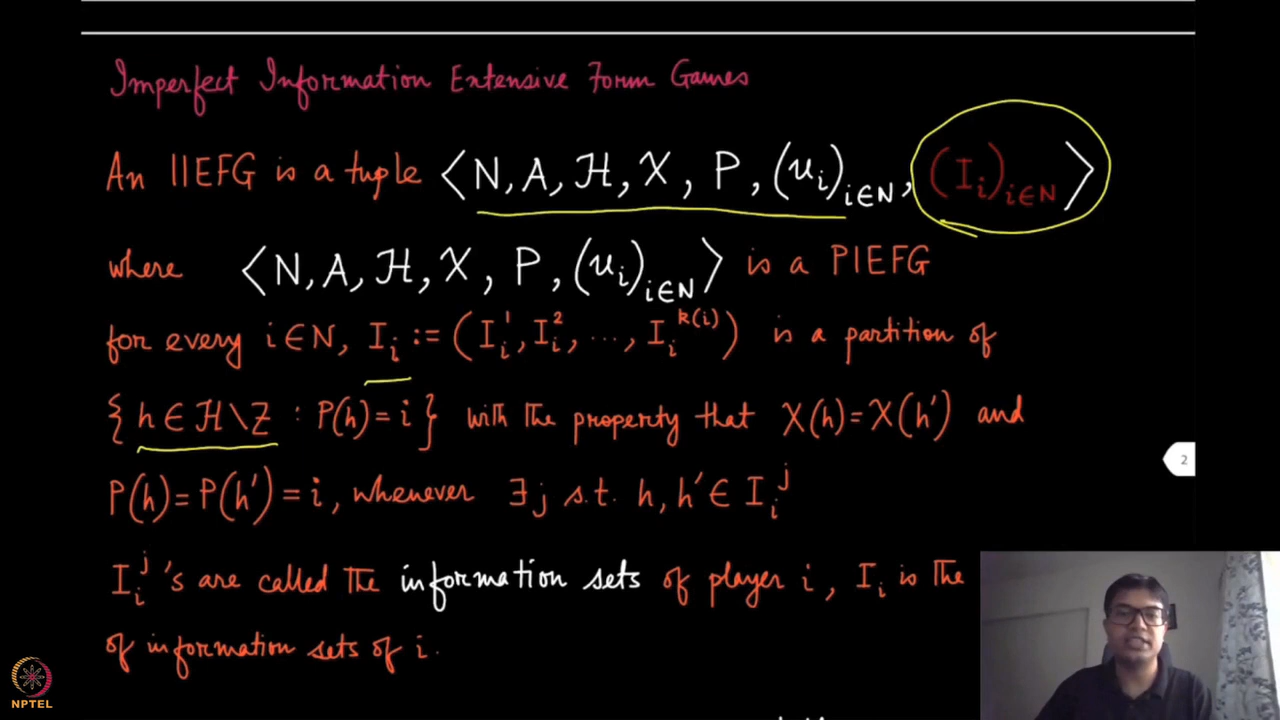 Imperfect Information Extensive Form Games
An IIEFG is a tuple ⟨N, A, ℋ, X, P, (u_i)_{i∈N}, (I_i)_{i∈N}⟩
where ⟨N, A, ℋ, X, P, (u_i)_{i∈N}⟩ is a PIEFG
for every i∈N, I_i := (I_i^1, I_i^2, ..., I_i^{k(i)}) is a partition of
{h ∈ ℋ\Z : P(h) = i} with the property that X(h) = X(h') and
P(h) = P(h') = i, whenever ∃ j s.t. h, h' ∈ I_i^j
2
I_i^j's are called the information sets of player i, I_i is the
of information sets of i.
NPTEL